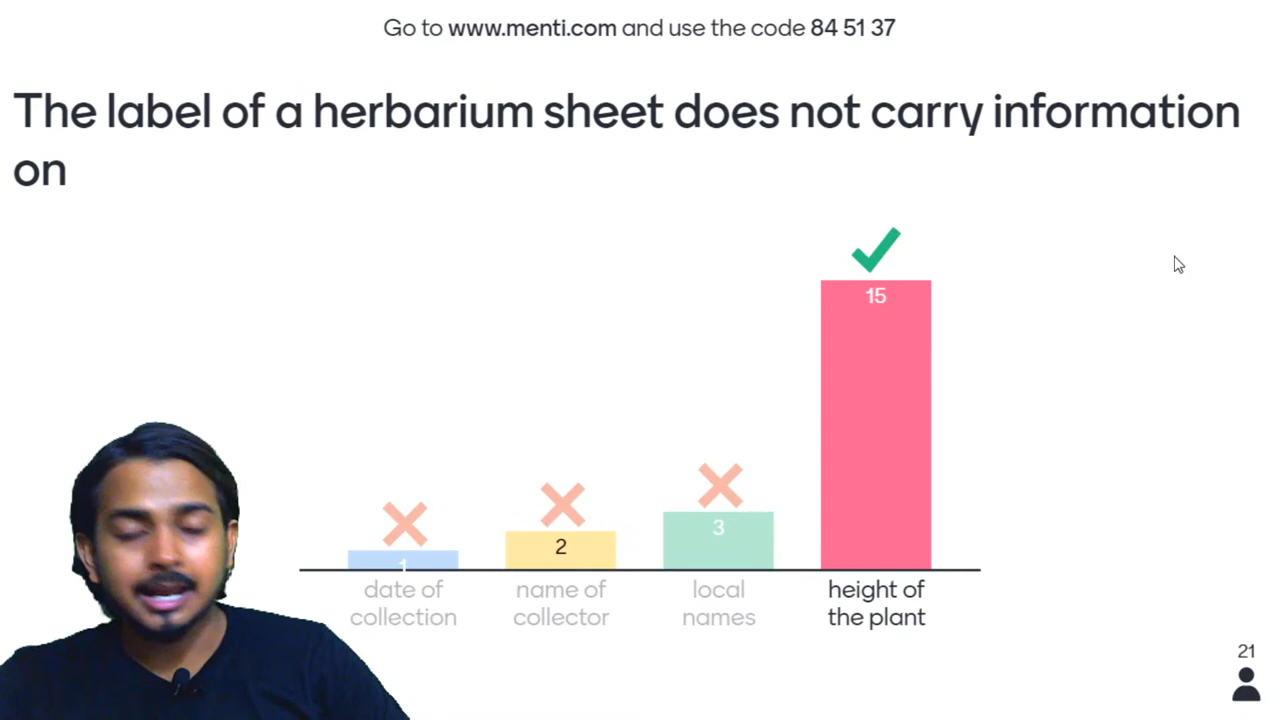 Go to www.menti.com and use the code 84 51 37
The label of a herbarium sheet does not carry information
on
15
3
2
1
date of
collection
name of
collector
local
names
height of
the plant
21